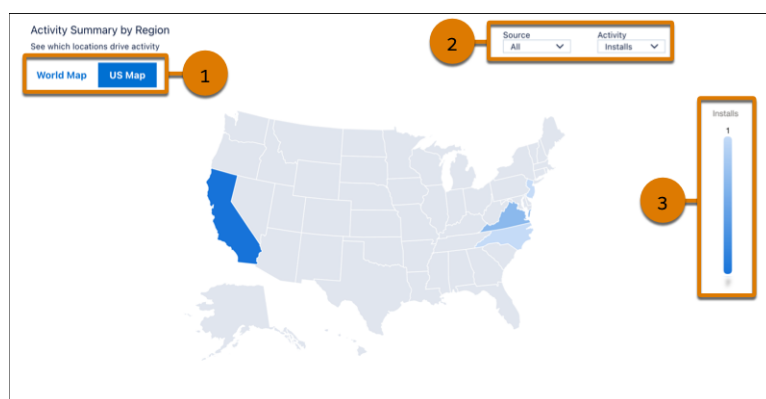 Activity Summary by Region
See which locations drive activity
World Map US Map
1
2
Source Activity
All Installs
Installs
1
3